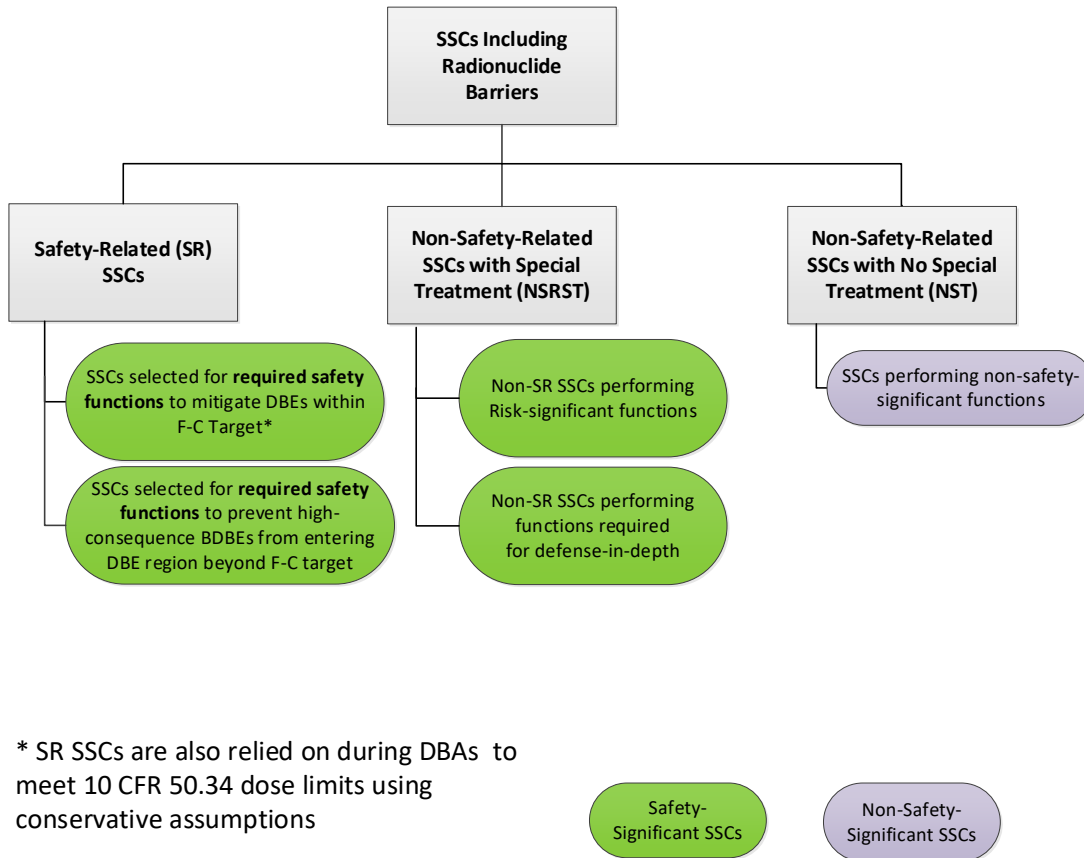 SSCs Including
Radionuclide
Barriers
Safety-Related (SR)
SSCs
Non-Safety-Related
SSCs with Special
Treatment (NSRST)
Non-Safety-Related
SSCs with No Special
Treatment (NST)
SSCs selected for required safety
functions to mitigate DBEs within
F-C Target*
SSCs selected for required safety
functions to prevent high-
consequence BDBEs from entering
DBE region beyond F-C target
Non-SR SSCs performing
Risk-significant functions
Non-SR SSCs performing
functions required
for defense-in-depth
SSCs performing non-safety-
significant functions
* SR SSCs are also relied on during DBAs to
meet 10 CFR 50.34 dose limits using
conservative assumptions
Safety-
Significant SSCs
Non-Safety-
Significant SSCs